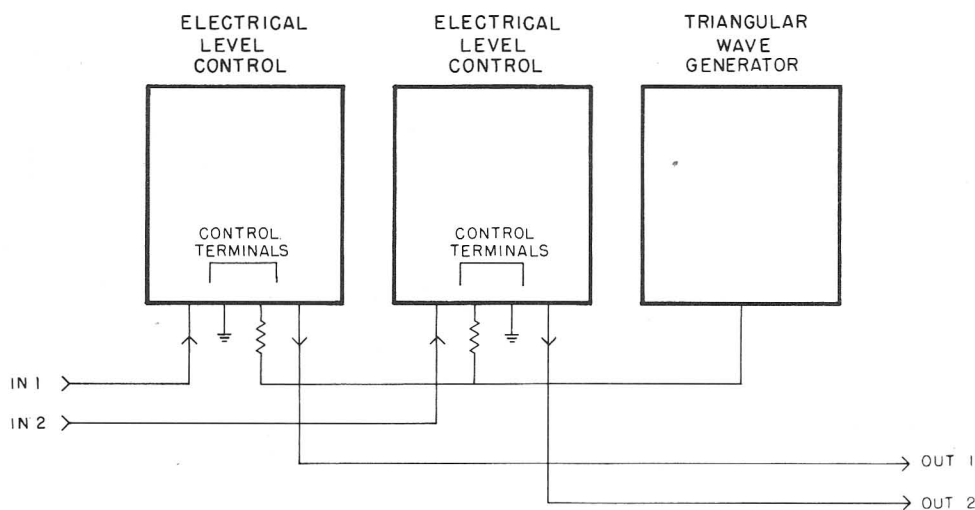 ELECTRICAL
LEVEL
CONTROL
ELECTRICAL
LEVEL
CONTROL
TRIANGULAR
WAVE
GENERATOR
CONTROL
TERMINALS
CONTROL
TERMINALS
IN 1
IN 2
OUT 1
OUT 2